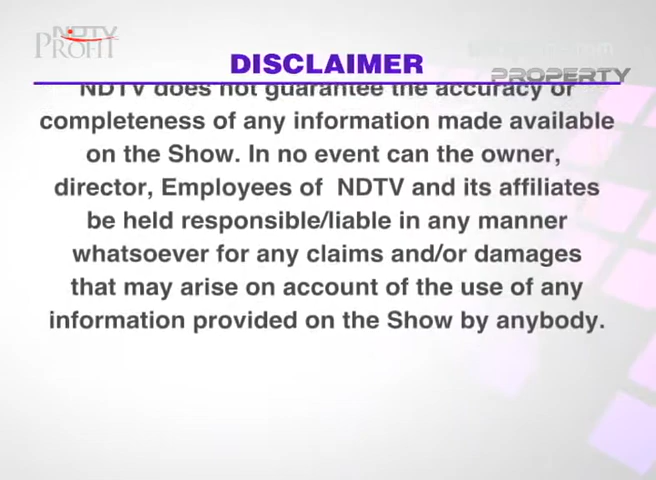 NDTV
PROFIT
DISCLAIMER
PROPERTY
NDTV does not guarantee the accuracy or
completeness of any information made available
on the Show. In no event can the owner,
director, Employees of NDTV and its affiliates
be held responsible/liable in any manner
whatsoever for any claims and/or damages
that may arise on account of the use of any
information provided on the Show by anybody.